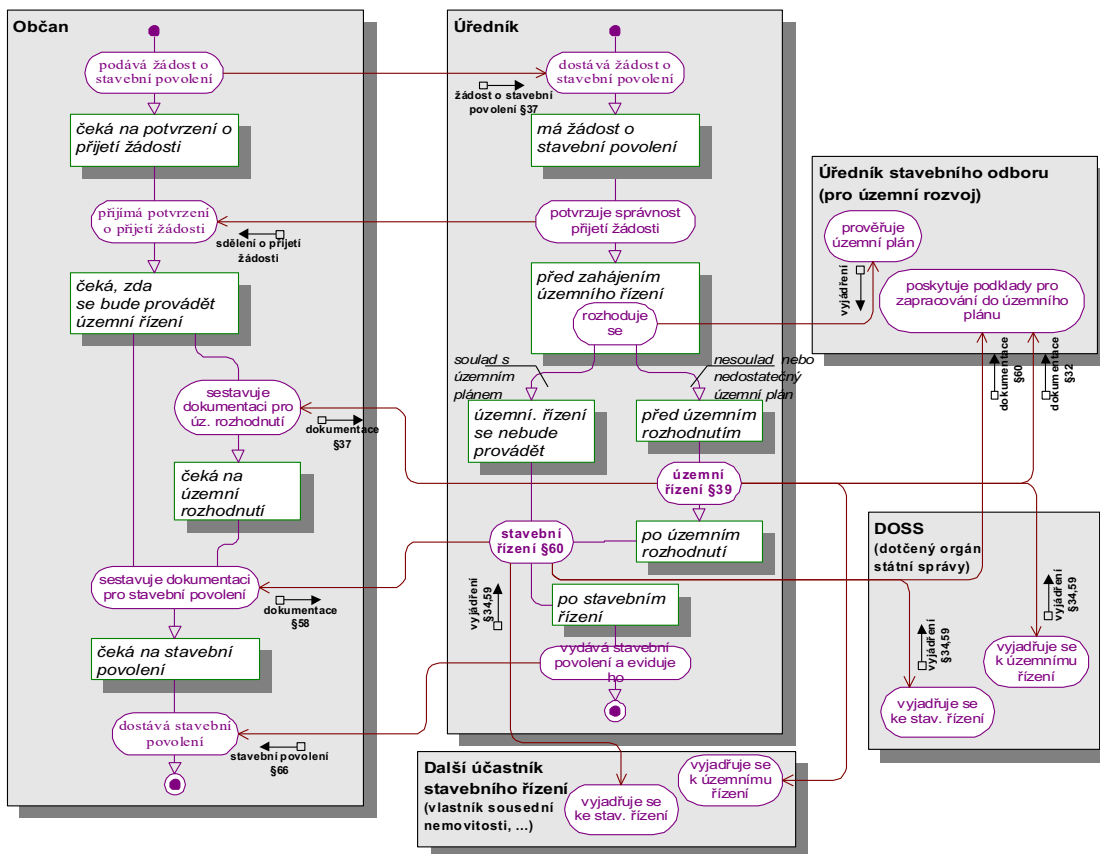 Občan
podává žádost o
stavební povolení
čeká na potvrzení o
přijetí žádosti
přijímá potvrzení
o přijetí žádosti
čeká, zda
se bude provádět
územní řízení
sestavuje
dokumentaci pro
úz. rozhodnutí
čeká na
územní
rozhodnutí
sestavuje dokumentaci
pro stavební povolení
čeká na stavební
povolení
dostává stavební
povolení
žádost o stavební
povolení §37
sdělení o přijetí
žádosti
dokumentace
§37
dokumentace
§58
stavební povolení
§66
Úředník
dostává žádost o
stavební povolení
má žádost o
stavební povolení
potvrzuje správnost
přijetí žádosti
před zahájením
územního řízení
rozhoduje
se
soulad s
územním
plánem
nesoulad nebo
nedostatečný
územní plán
územní. řízení
se nebude
provádět
před územním
rozhodnutím
územní
řízení §39
stavební
řízení §60
po územním
rozhodnutí
vyjádření
§34,59
po stavebním
řízení
vydává stavební
povolení a eviduje
ho
Úředník stavebního odboru
(pro územní rozvoj)
prověřuje
územní plán
vyjádření
poskytuje podklady pro
zapracování do územního
plánu
dokumentace
§60
dokumentace
§32
DOSS
(dotčený orgán
státní správy)
vyjádření
§34,59
vyjádření
§34,59
vyjadřuje se
k územnímu
řízení
vyjadřuje se
ke stav. řízení
Další účastník
stavebního řízení
(vlastník sousední
nemovitosti, ...)
vyjadřuje se
k územnímu
řízení
vyjadřuje se
ke stav. řízení